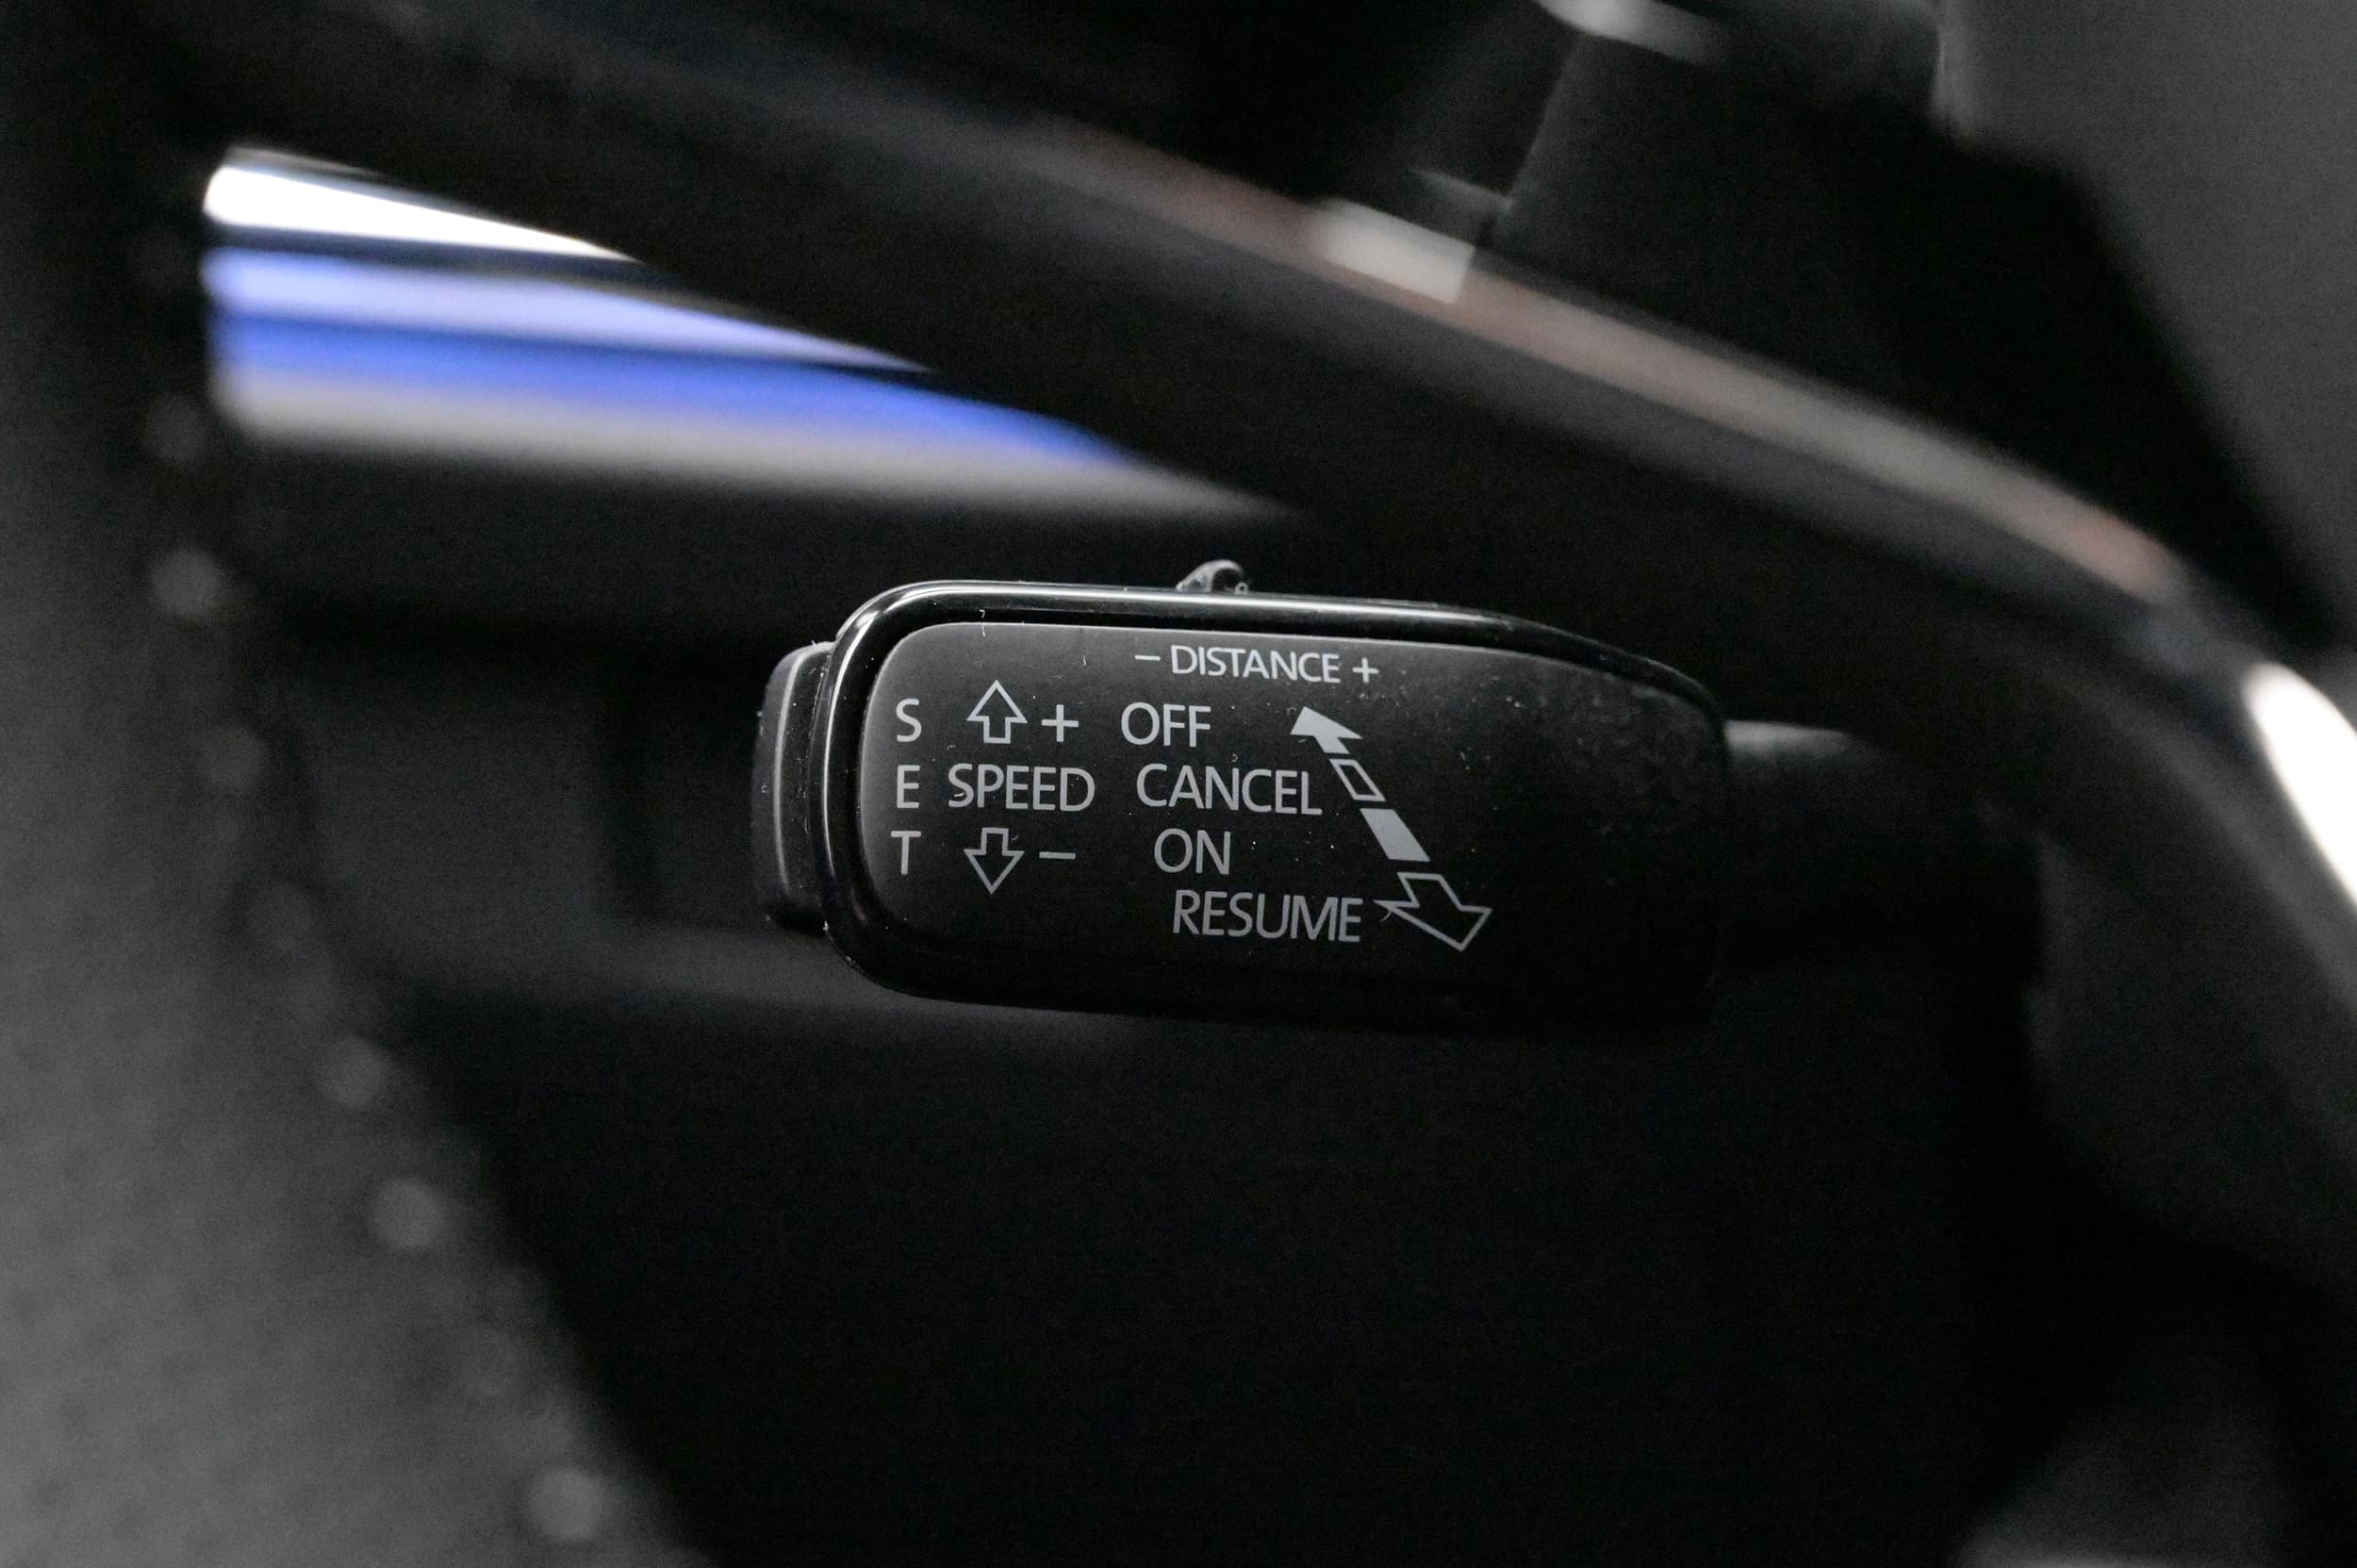 – DISTANCE +
S + OFF
E SPEED CANCEL
T – ON
RESUME